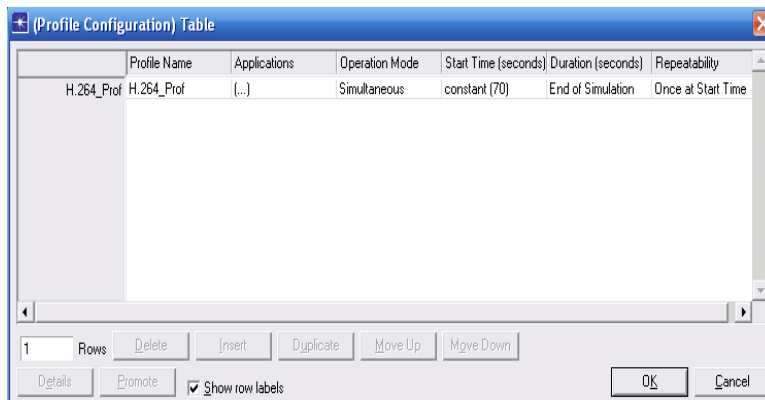 (Profile Configuration) Table
Profile Name Applications Operation Mode Start Time (seconds) Duration (seconds) Repeatability
H.264_Prof H.264_Prof (...) Simultaneous constant (70) End of Simulation Once at Start Time
1 Rows Delete Insert Duplicate Move Up Move Down
Details Promote Show row labels OK Cancel